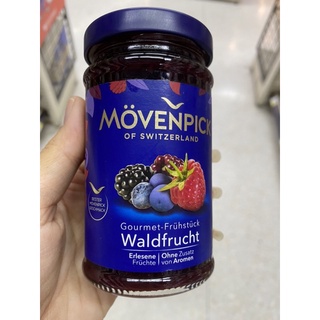 MÖVENPICK
OF SWITZERLAND
Gourmet-Frühstück
Waldfrucht
Erlesene Früchte
Ohne Zusatz von Aromen